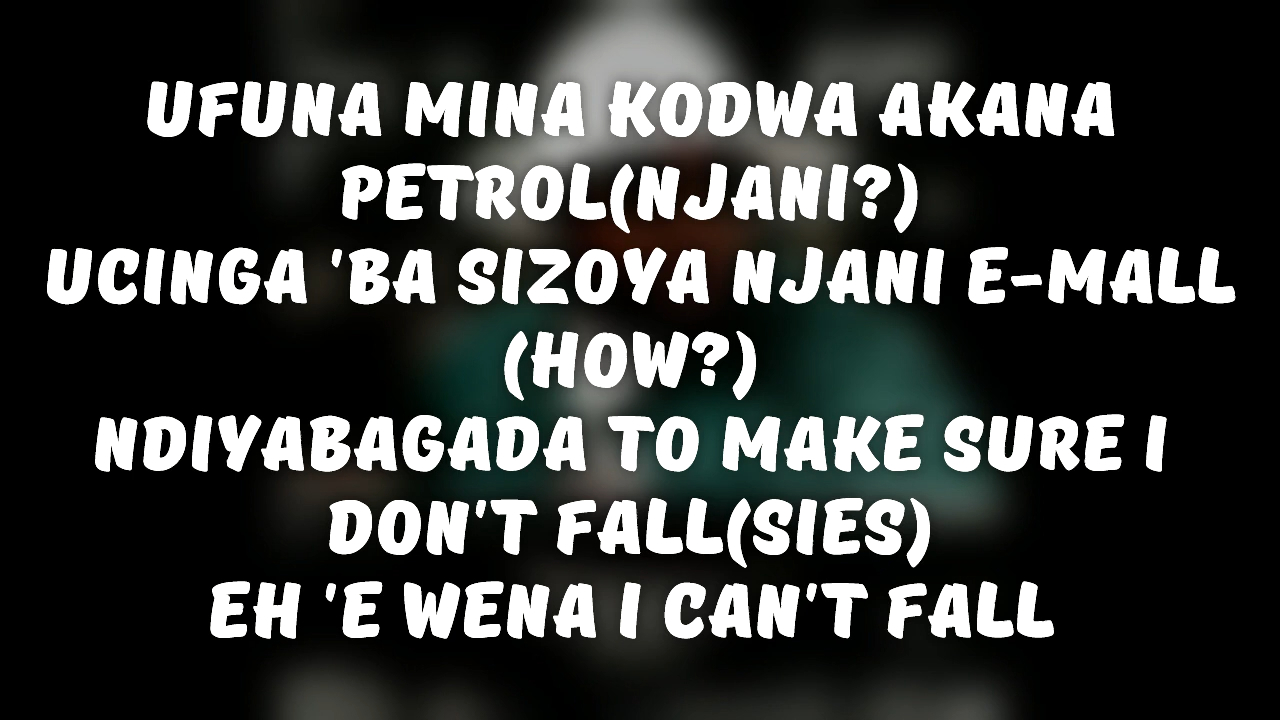 UFUNA MINA KODWA AKANA
PETROL(NJANI?)
UCINGA 'BA SIZOYA NJANI E-MALL
(HOW?)
NDIYABAGADA TO MAKE SURE I
DON'T FALL(SIES)
EH 'E WENA I CAN'T FALL